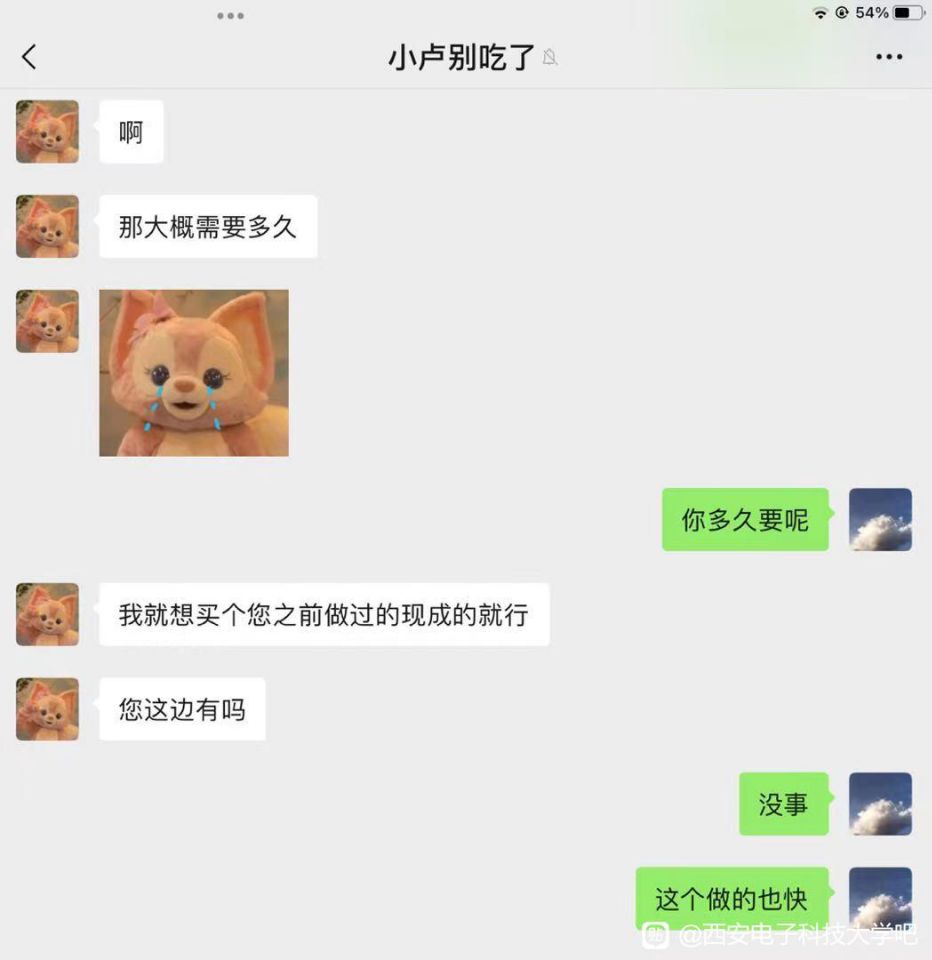 54%
小卢别吃了
啊
那大概需要多久
你多久要呢
我就想买个您之前做过的现成的就行
您这边有吗
没事
这个做的也快
贴 @西安电子科技大学吧